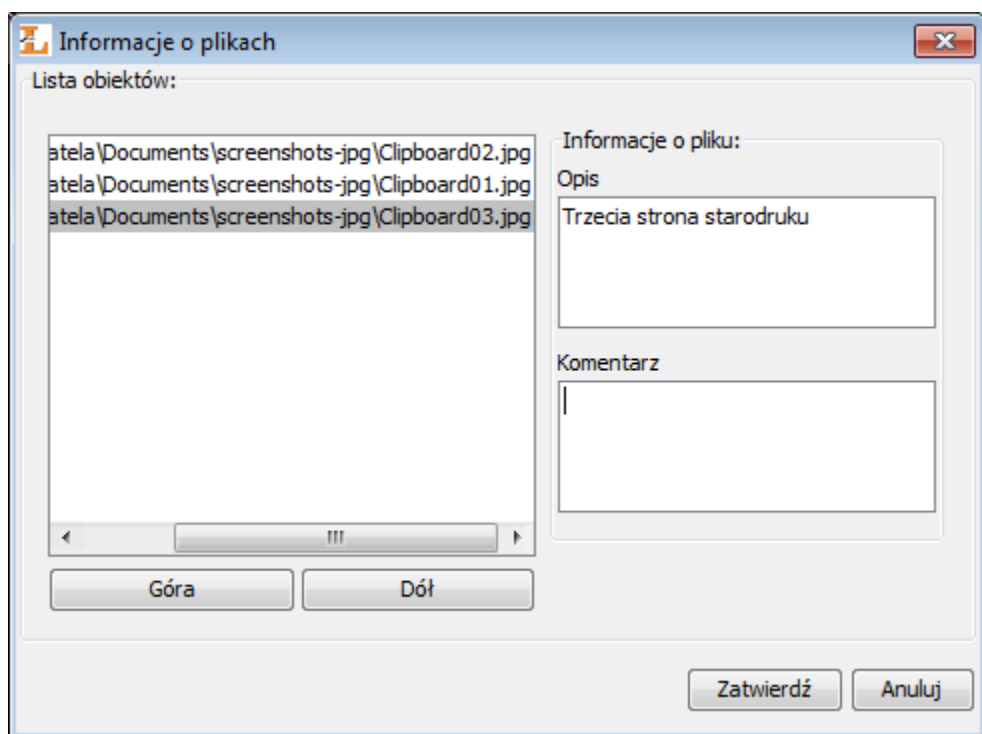 Informacje o plikach
Lista obiektów:
atela\Documents\screenshots-jpg\Clipboard02.jpg
atela\Documents\screenshots-jpg\Clipboard01.jpg
atela\Documents\screenshots-jpg\Clipboard03.jpg
Góra
Dół
Informacje o pliku:
Opis
Trzecia strona starodruku
Komentarz
Zatwierdź
Anuluj